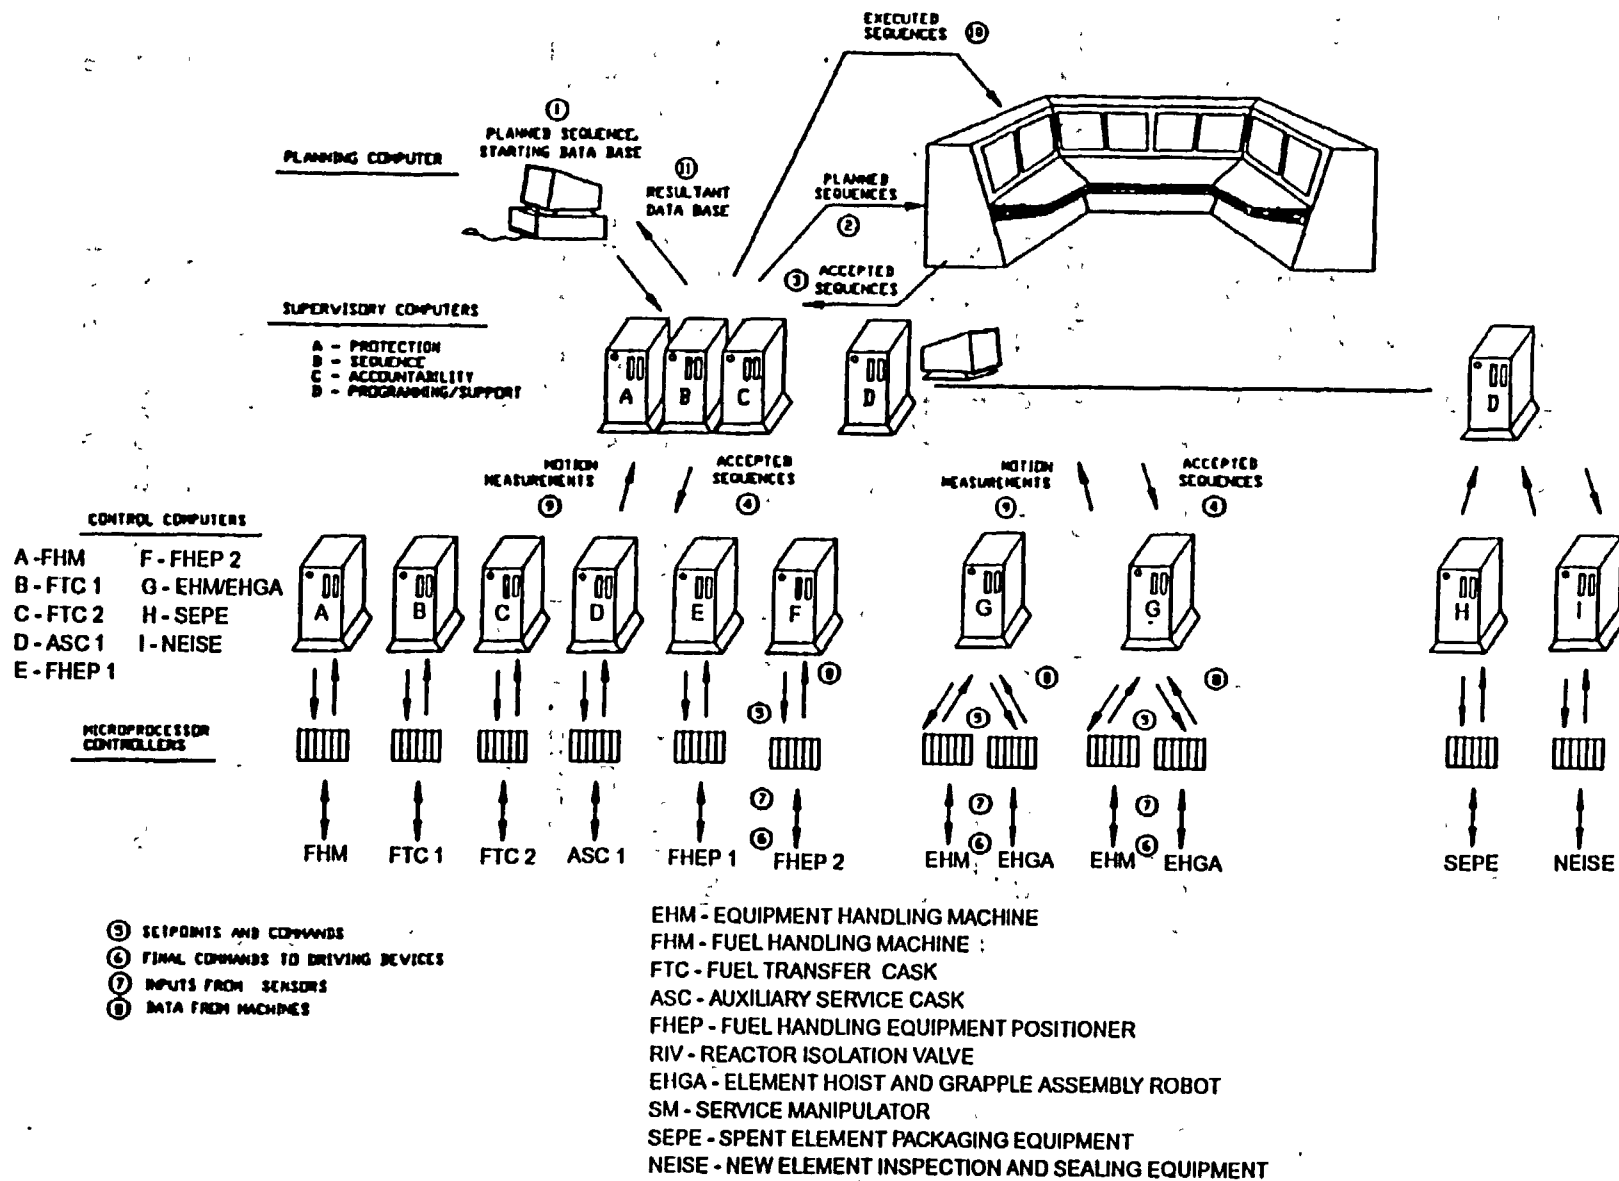 EXECUTED
SEQUENCES 10
1
PLANNED SEQUENCE,
STARTING DATA BASE
PLANNING COMPUTER
11
RESULTANT
DATA BASE
PLANNED
SEQUENCES
2
3 ACCEPTED
SEQUENCES
SUPERVISORY COMPUTERS
A - PROTECTION
B - SEQUENCE
C - ACCOUNTABILITY
D - PROGRAMMING/SUPPORT
A B C D D
MOTION
MEASUREMENTS
9
ACCEPTED
SEQUENCES
4
MOTION
MEASUREMENTS
9
ACCEPTED
SEQUENCES
4
CONTROL COMPUTERS
A - FHM F - FHEP 2
B - FTC 1 G - EHM/EHGA
C - FTC 2 H - SEPE
D - ASC 1 I - NEISE
E - FHEP 1
A B C D E F G G H I
8 8 8
5 5 5
MICROPROCESSOR
CONTROLLERS
7 7 7
6 6 6
FHM FTC 1 FTC 2 ASC 1 FHEP 1 FHEP 2 EHM EHGA EHM EHGA SEPE NEISE
5 SETPOINTS AND COMMANDS
6 FINAL COMMANDS TO DRIVING DEVICES
7 INPUTS FROM SENSORS
8 DATA FROM MACHINES
EHM - EQUIPMENT HANDLING MACHINE
FHM - FUEL HANDLING MACHINE :
FTC - FUEL TRANSFER CASK
ASC - AUXILIARY SERVICE CASK
FHEP - FUEL HANDLING EQUIPMENT POSITIONER
RIV - REACTOR ISOLATION VALVE
EHGA - ELEMENT HOIST AND GRAPPLE ASSEMBLY ROBOT
SM - SERVICE MANIPULATOR
SEPE - SPENT ELEMENT PACKAGING EQUIPMENT
NEISE - NEW ELEMENT INSPECTION AND SEALING EQUIPMENT